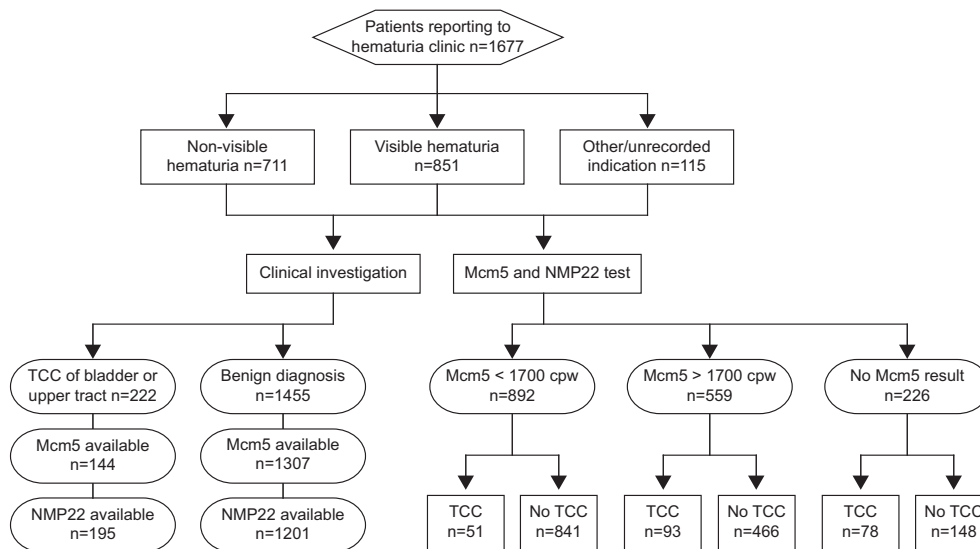 Patients reporting to
hematuria clinic n=1677
Non-visible
hematuria n=711
Visible hematuria
n=851
Other/unrecorded
indication n=115
Clinical investigation
Mcm5 and NMP22 test
TCC of bladder or
upper tract n=222
Benign diagnosis
n=1455
Mcm5 < 1700 cpw
n=892
Mcm5 > 1700 cpw
n=559
No Mcm5 result
n=226
Mcm5 available
n=144
Mcm5 available
n=1307
NMP22 available
n=195
NMP22 available
n=1201
TCC
n=51
No TCC
n=841
TCC
n=93
No TCC
n=466
TCC
n=78
No TCC
n=148